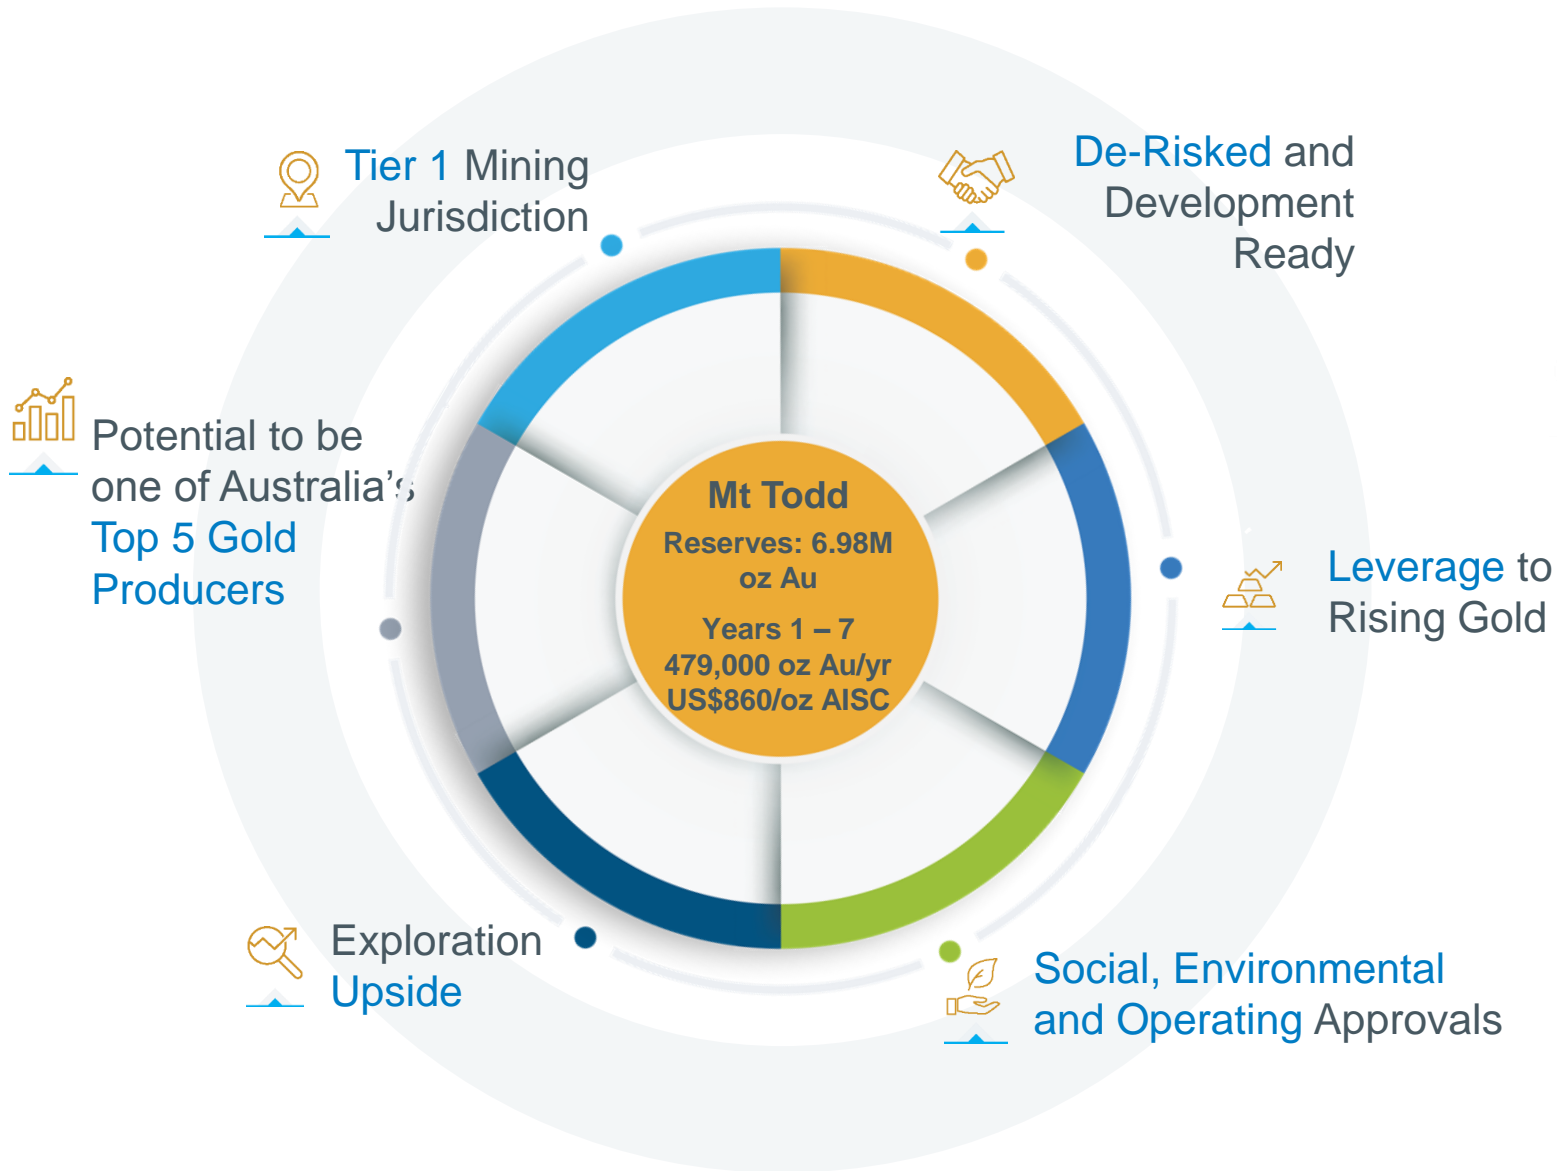 Tier 1 Mining
Jurisdiction
De-Risked and
Development
Ready
Potential to be
one of Australia's
Top 5 Gold
Producers
Mt Todd
Reserves: 6.98M
oz Au
Years 1 – 7
479,000 oz Au/yr
US$860/oz AISC
Leverage to
Rising Gold
Exploration
Upside
Social, Environmental
and Operating Approvals